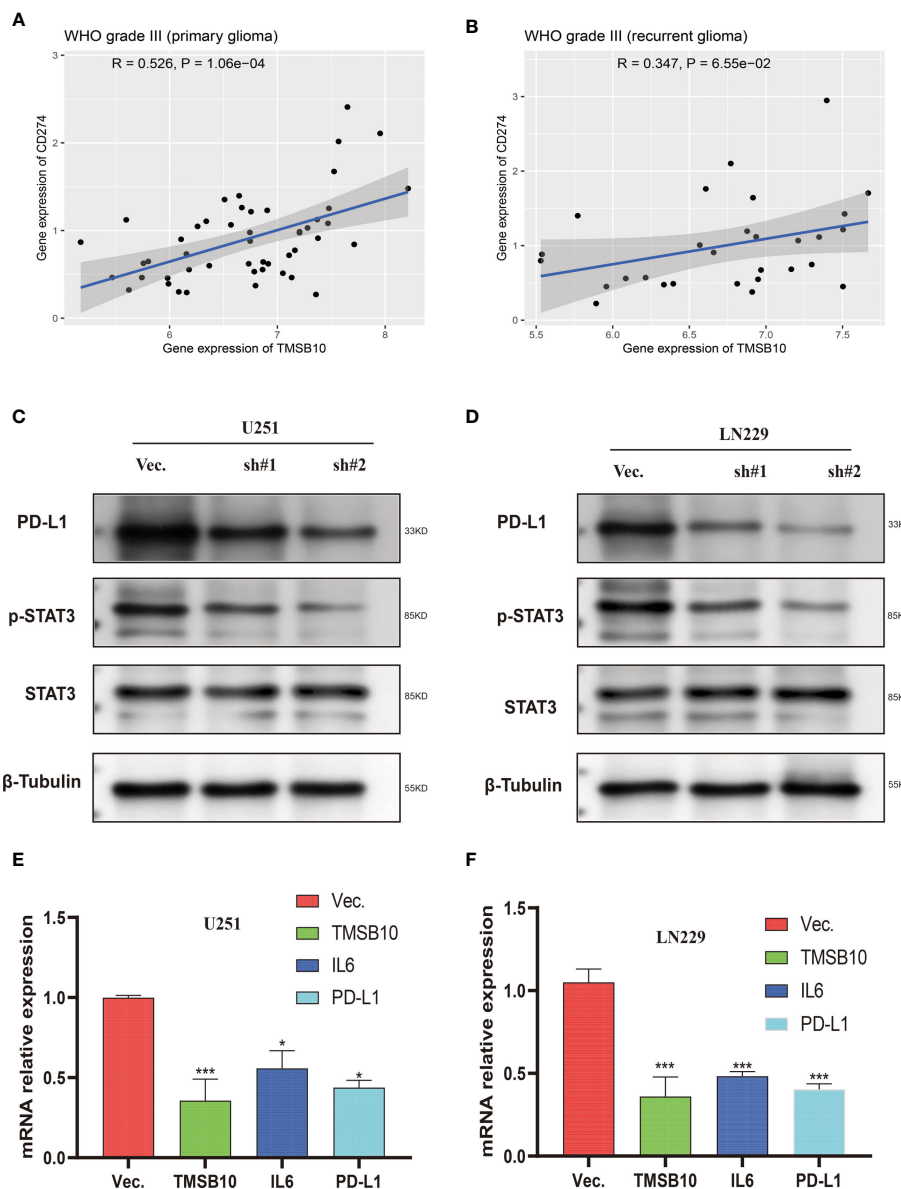 A
WHO grade III (primary glioma)
R = 0.526, P = 1.06e−04
Gene expression of CD274
3
2
1
0
6
7
8
Gene expression of TMSB10
B
WHO grade III (recurrent glioma)
R = 0.347, P = 6.55e−02
Gene expression of CD274
3
2
1
0
5.5
6.0
6.5
7.0
7.5
Gene expression of TMSB10
C
U251
Vec. sh#1 sh#2
PD-L1 33KD
p-STAT3 85KD
STAT3 85KD
β-Tubulin 55KD
D
LN229
Vec. sh#1 sh#2
PD-L1 33K
p-STAT3 85K
STAT3 85K
β-Tubulin 55K
E
U251
mRNA relative expression
1.5
1.0
0.5
0.0
Vec.
TMSB10
IL6
PD-L1
***
*
*
Vec. TMSB10 IL6 PD-L1
F
LN229
mRNA relative expression
1.5
1.0
0.5
0.0
Vec.
TMSB10
IL6
PD-L1
***
***
***
Vec. TMSB10 IL6 PD-L1